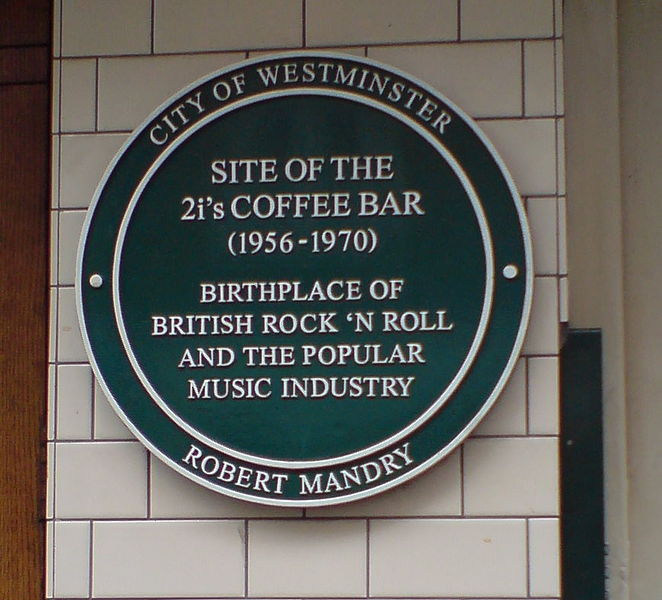 CITY OF WESTMINSTER
SITE OF THE
2i's COFFEE BAR
(1956-1970)
BIRTHPLACE OF
BRITISH ROCK ‘N ROLL
AND THE POPULAR
MUSIC INDUSTRY
ROBERT MANDRY